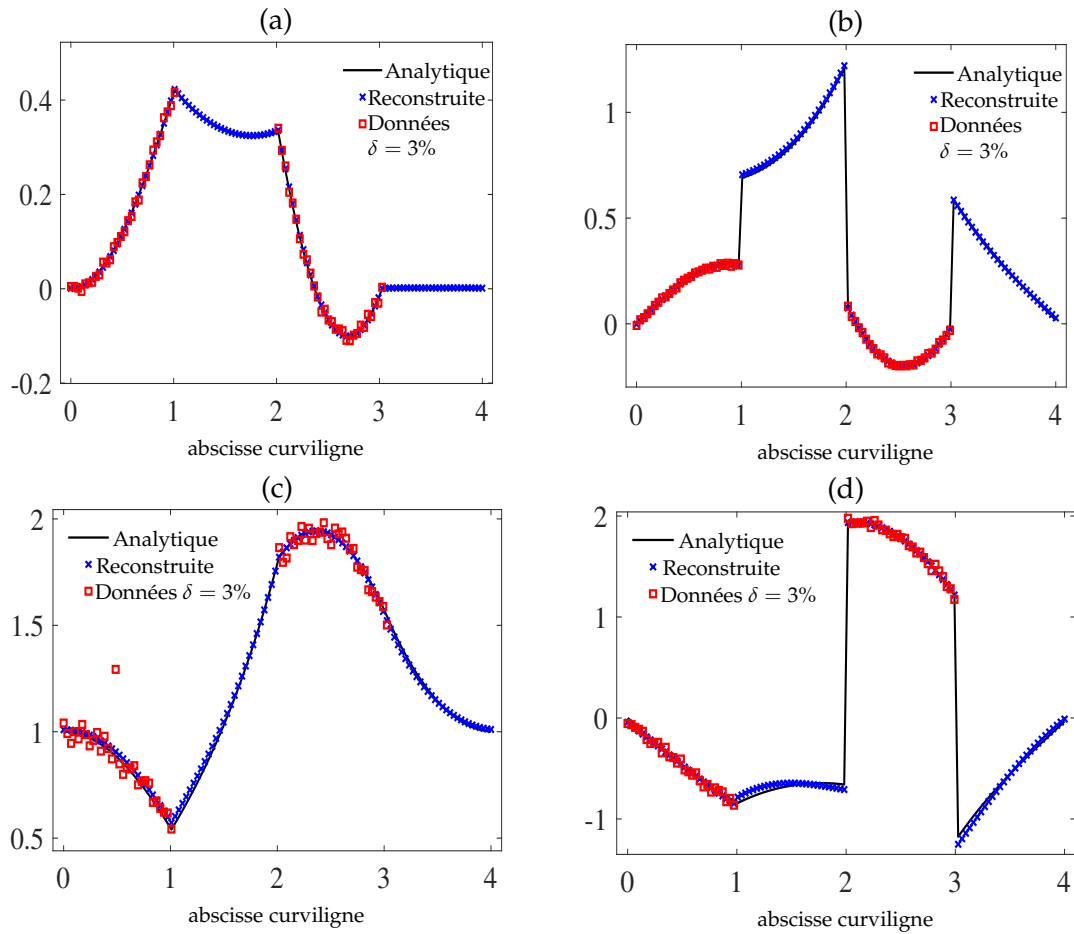 (a)
Analytique
Reconstruite
Données
δ = 3%
0.4
0.2
0
-0.2
0 1 2 3 4
abscisse curviligne
(b)
Analytique
Reconstruite
Données
δ = 3%
1
0.5
0
0 1 2 3 4
abscisse curviligne
(c)
Analytique
Reconstruite
Données δ = 3%
2
1.5
1
0.5
0 1 2 3 4
abscisse curviligne
(d)
Analytique
Reconstruite
Données δ = 3%
2
1
0
-1
0 1 2 3 4
abscisse curviligne